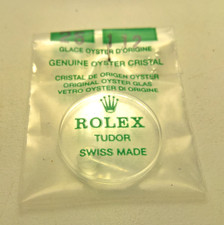 GLACE OYSTER D'ORIGINE
GENUINE OYSTER CRISTAL
CRISTAL DE ORIGEN OYSTER
ORIGINAL OYSTER GLAS
VETRO OYSTER DI ORIGINE
ROLEX
TUDOR
SWISS MADE